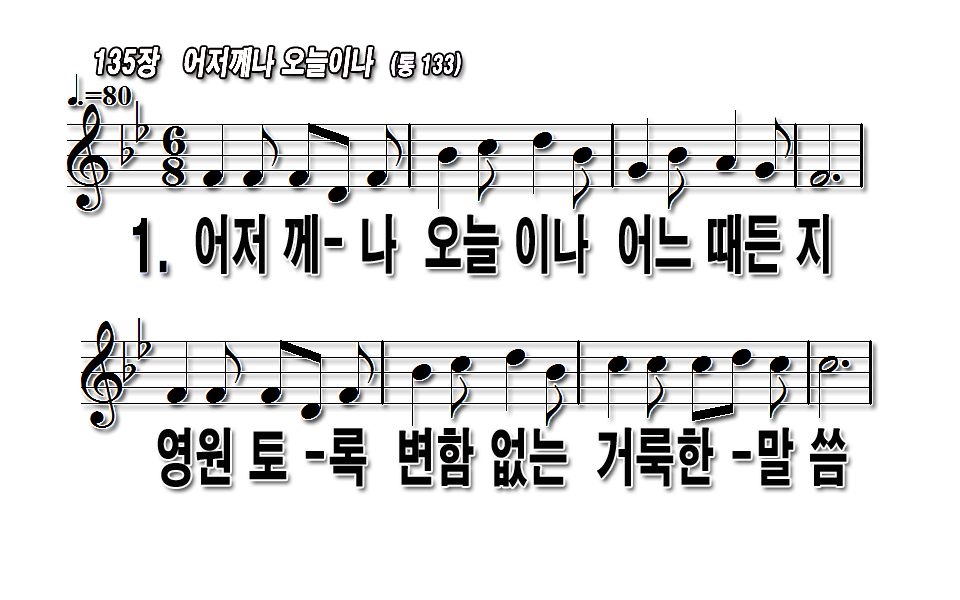 135장 어저께나 오늘이나 (통 133)
♩.=80
6
8
1. 어저 께- 나 오늘 이나 어느 때든 지
영원 토 -록 변함 없는 거룩한 -말 씀